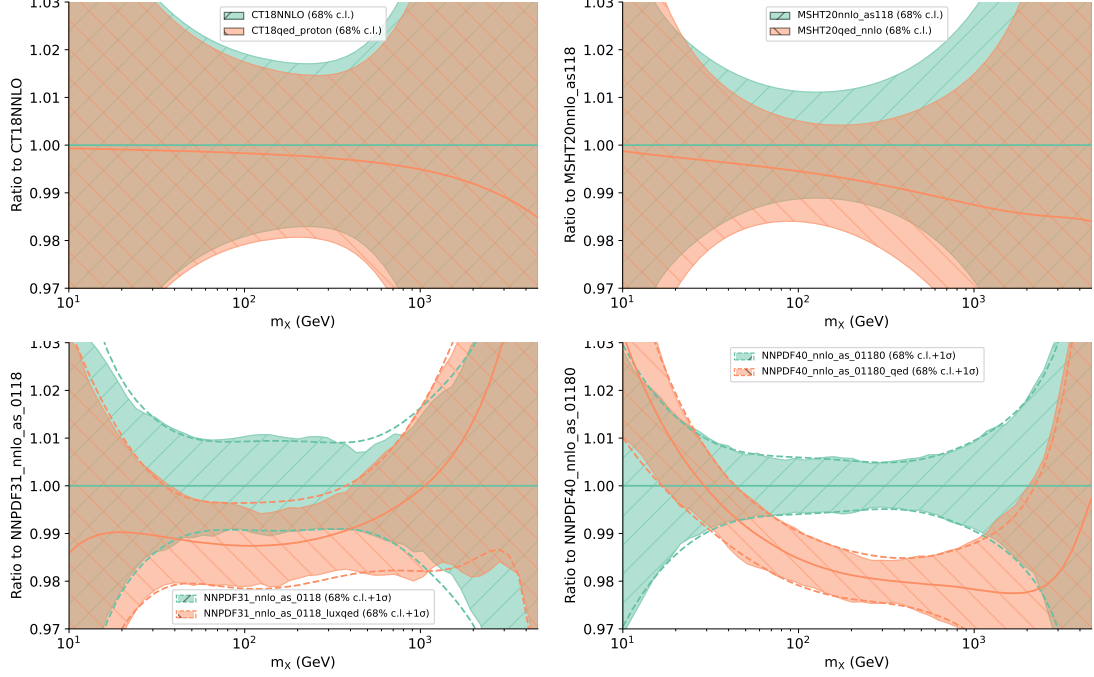 CT18NNLO (68% c.l.)
CT18qed_proton (68% c.l.)
Ratio to CT18NNLO
1.03
1.02
1.01
1.00
0.99
0.98
0.97
10¹ 10² 10³
mX (GeV)
MSHT20nnlo_as118 (68% c.l.)
MSHT20qed_nnlo (68% c.l.)
Ratio to MSHT20nnlo_as118
1.03
1.02
1.01
1.00
0.99
0.98
0.97
10¹ 10² 10³
mX (GeV)
Ratio to NNPDF31_nnlo_as_0118
1.03
1.02
1.01
1.00
0.99
0.98
0.97
NNPDF31_nnlo_as_0118 (68% c.l.+1σ)
NNPDF31_nnlo_as_0118_luxqed (68% c.l.+1σ)
10¹ 10² 10³
mX (GeV)
NNPDF40_nnlo_as_01180 (68% c.l.+1σ)
NNPDF40_nnlo_as_01180_qed (68% c.l.+1σ)
Ratio to NNPDF40_nnlo_as_01180
1.03
1.02
1.01
1.00
0.99
0.98
0.97
10¹ 10² 10³
mX (GeV)